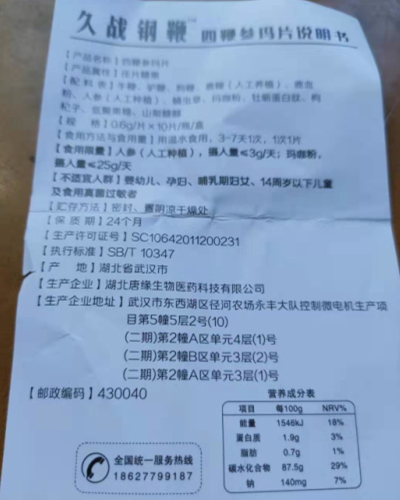 久战钢鞭™ 四鞭参玛片说明书
【产品名称】四鞭参玛片
【产品属性】压片糖果
【配 料 表】牛鞭、驴鞭、狗鞭、鹿鞭（人工养殖）、鹿血
粉、人参（人工种植）、蛹虫草、玛咖粉、牡蛎蛋白肽、枸
杞子、低聚果糖、山梨糖醇
【规 格】0.6g/片×10片/瓶/盒
【食用方法与食用量】用温水食用，3-7天1次，1次1片
【食用限量】人参（人工种植），摄入量≤3g/天；玛咖粉，
摄入量≤25g/天
【不适宜人群】婴幼儿、孕妇、哺乳期妇女、14周岁以下儿童
及食用真菌过敏者
【贮存方法】密封、置阴凉干燥处
【保 质 期】24个月
【生产许可证号】SC10642011200231
【执行标准】SB/T 10347
【产 地】湖北省武汉市
【生产企业】湖北唐缘生物医药科技有限公司
【生产企业地址】武汉市东西湖区径河农场永丰大队控制微电机生产项
目第5幢5层2号(10)
(二期)第2幢A区单元4层(1)号
(二期)第2幢B区单元3层(2)号
(二期)第2幢A区单元3层(1)号
【邮政编码】430040
营养成分表
项目 每100g NRV%
能量 1546kJ 18%
蛋白质 1.9g 3%
脂肪 0.7g 1%
碳水化合物 87.5g 29%
钠 140mg 7%
全国统一服务热线
18627799187